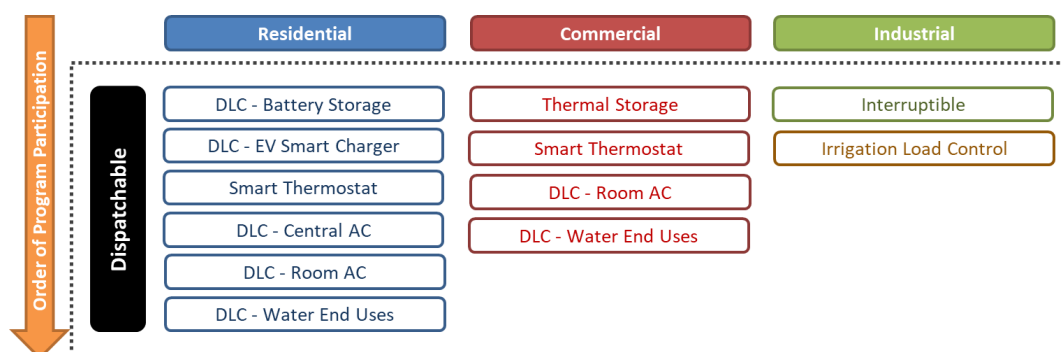 Order of Program Participation
Residential
Commercial
Industrial
Dispatchable
DLC - Battery Storage
Thermal Storage
Interruptible
DLC - EV Smart Charger
Smart Thermostat
Irrigation Load Control
Smart Thermostat
DLC - Room AC
DLC - Central AC
DLC - Water End Uses
DLC - Room AC
DLC - Water End Uses